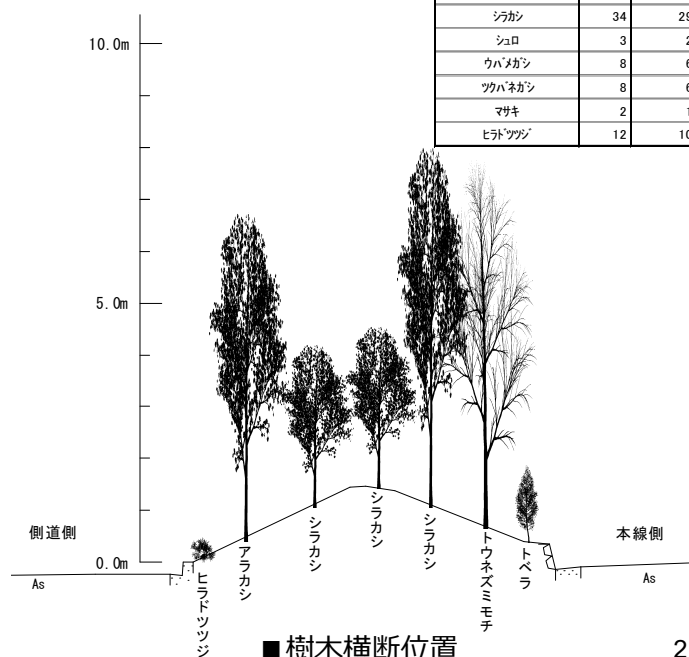 シラカシ 34 29
シュロ 3 2
ウバメガシ 8 6
ツクバネガシ 8 6
マサキ 2 1
ヒラドツツジ 12 10
10.0m
5.0m
0.0m
側道側
本線側
As
As
ヒラドツツジ
アラカシ
シラカシ
シラカシ
シラカシ
トウネズミモチ
トベラ
■樹木横断位置
2